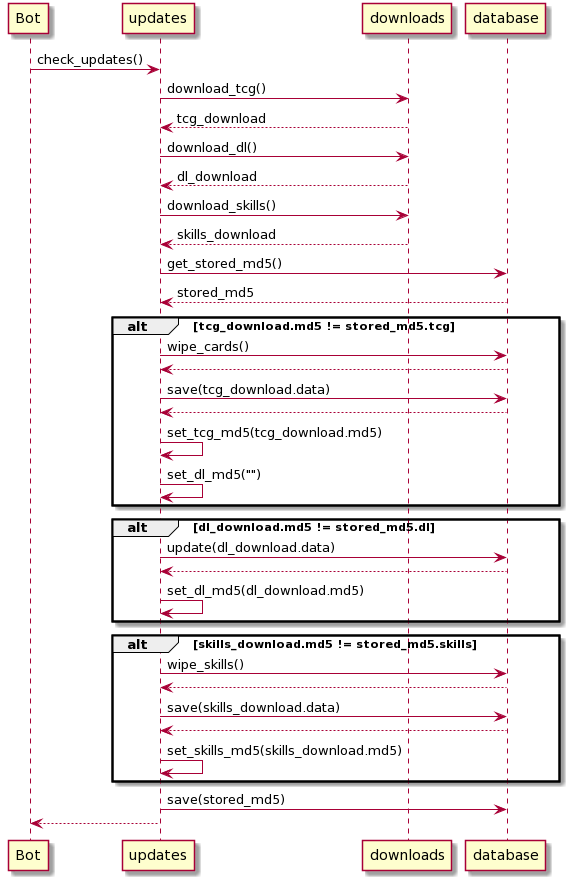 Bot updates downloads database
check_updates()
download_tcg()
tcg_download
download_dl()
dl_download
download_skills()
skills_download
get_stored_md5()
stored_md5
alt [tcg_download.md5 != stored_md5.tcg]
wipe_cards()
save(tcg_download.data)
set_tcg_md5(tcg_download.md5)
set_dl_md5("")
alt [dl_download.md5 != stored_md5.dl]
update(dl_download.data)
set_dl_md5(dl_download.md5)
alt [skills_download.md5 != stored_md5.skills]
wipe_skills()
save(skills_download.data)
set_skills_md5(skills_download.md5)
save(stored_md5)
Bot updates downloads database